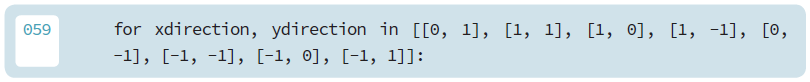 059 for xdirection, ydirection in [[0, 1], [1, 1], [1, 0], [1, -1], [0,
-1], [-1, -1], [-1, 0], [-1, 1]]: